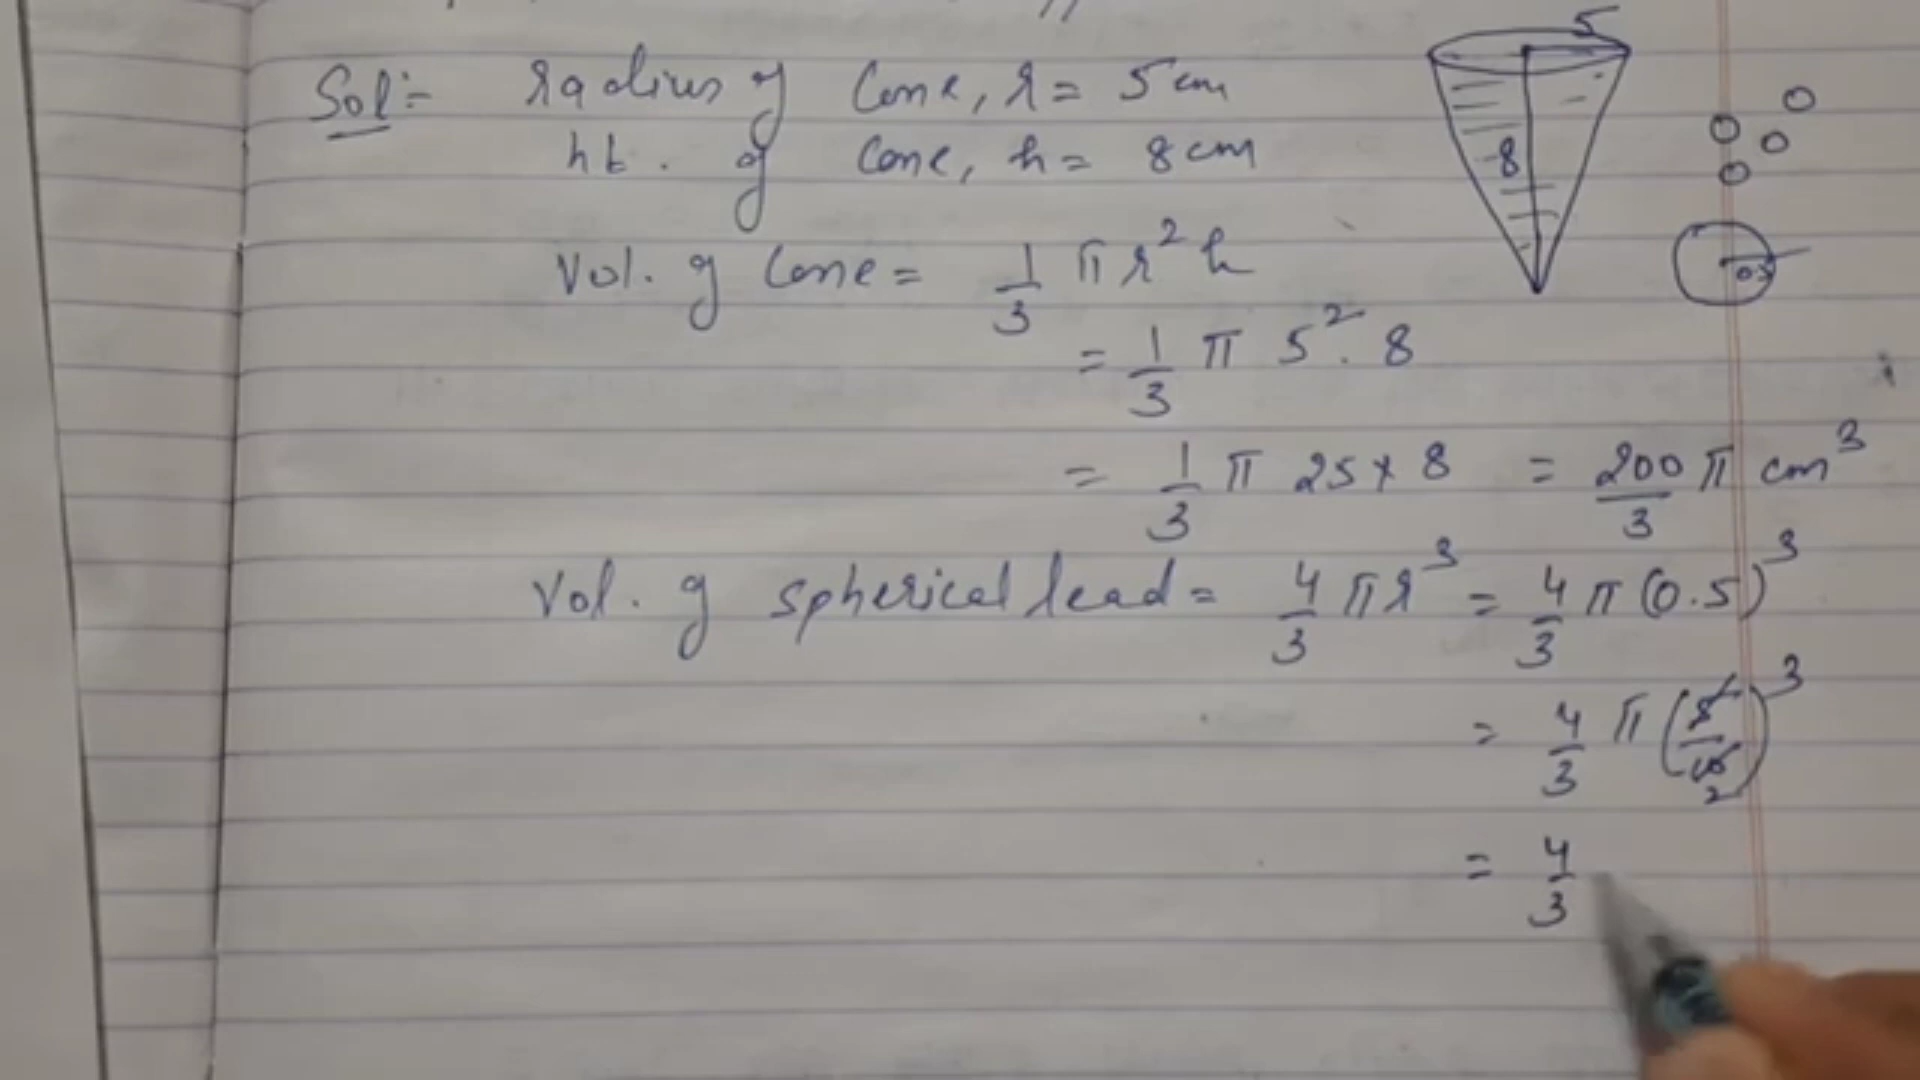 5
Sol:- radius of Cone, r = 5 cm
ht. of Cone, h = 8 cm
8
Vol. of Cone = 1/3 π r² h
= 1/3 π 5² . 8
= 1/3 π 25 × 8 = 200/3 π cm³
Vol. of spherical lead = 4/3 π r³ = 4/3 π (0.5)³
= 4/3 π (5/10 2)³
= 4/3